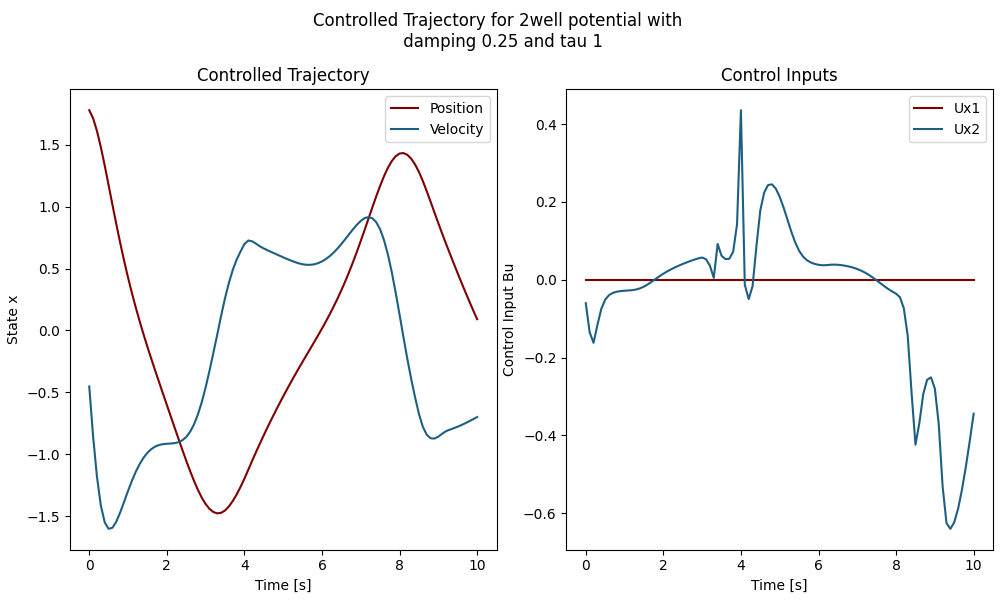 Controlled Trajectory for 2well potential with
damping 0.25 and tau 1
Controlled Trajectory
Position
Velocity
State x
1.5
1.0
0.5
0.0
−0.5
−1.0
−1.5
0 2 4 6 8 10
Time [s]
Control Inputs
Ux1
Ux2
Control Input Bu
0.4
0.2
0.0
−0.2
−0.4
−0.6
0 2 4 6 8 10
Time [s]